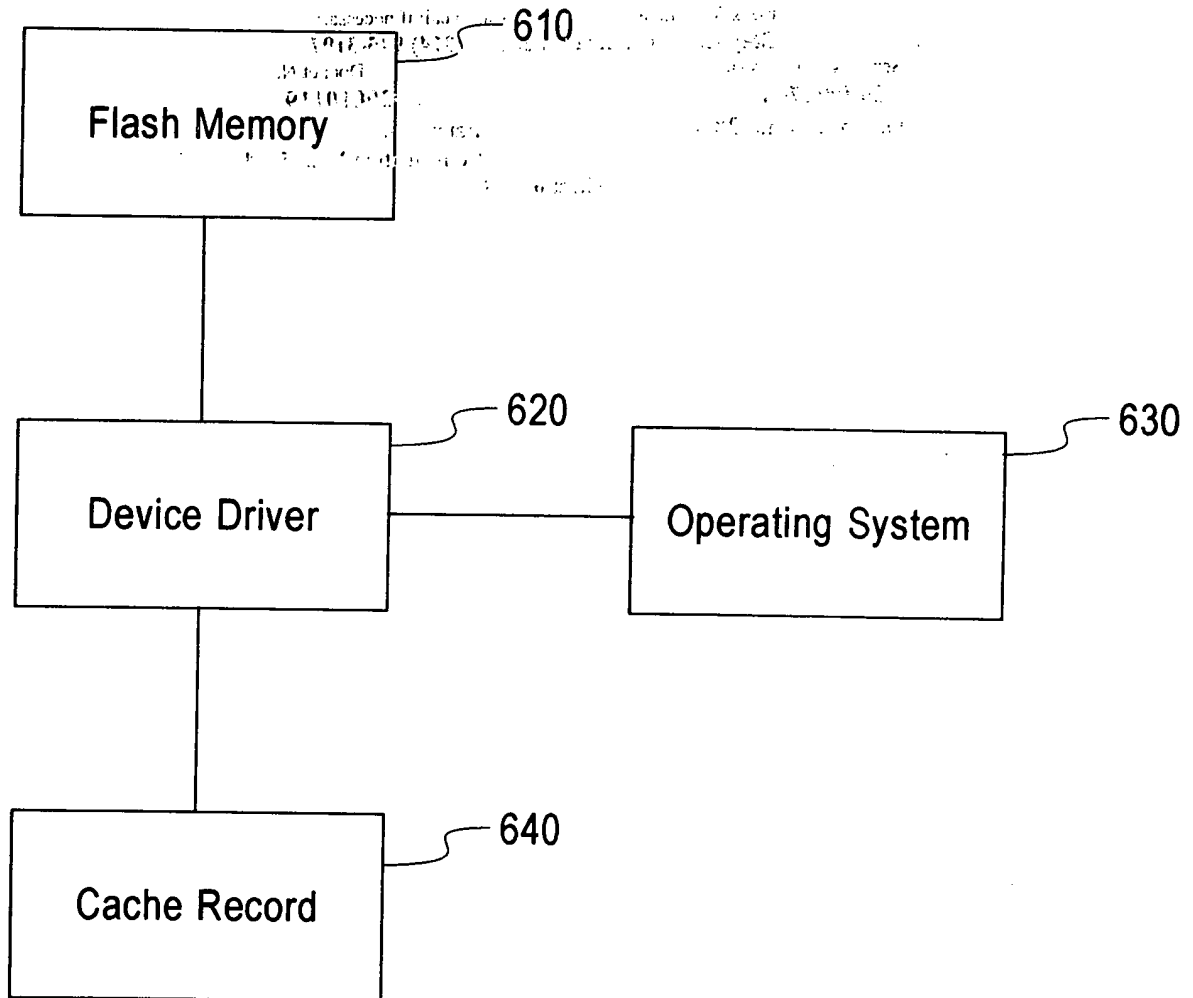 610
Flash Memory
620
Device Driver
630
Operating System
640
Cache Record